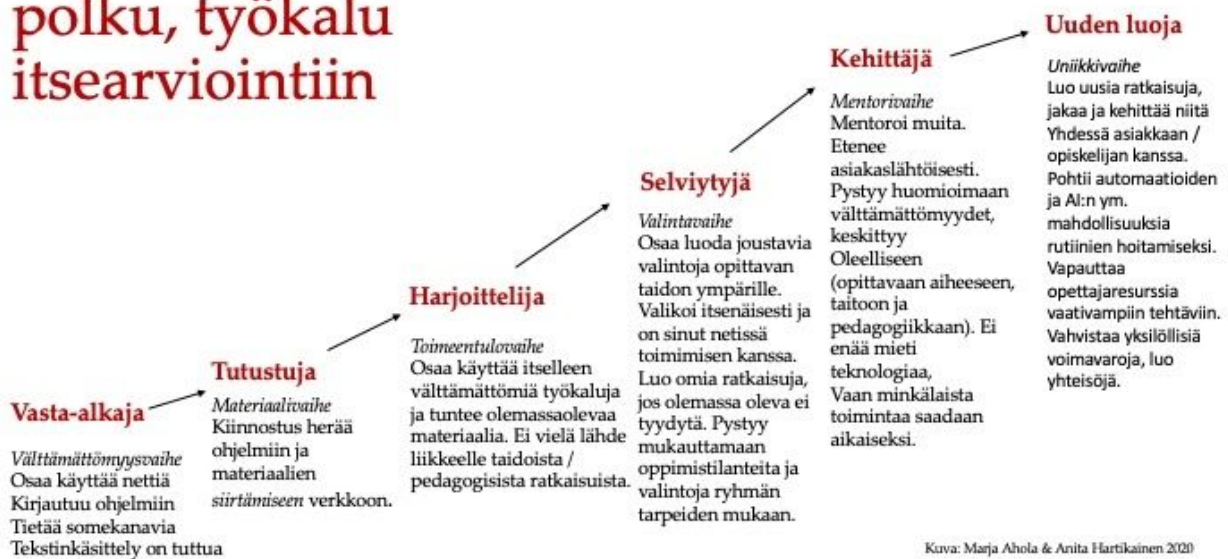 polku, työkalu
itsearviointiin
Vasta-alkaja
Välttämättömyysvaihe
Osaa käyttää nettiä
Kirjautuu ohjelmiin
Tietää somekanavia
Tekstinkäsittely on tuttua
Tutustuja
Materiaalivaihe
Kiinnostus herää
ohjelmiin ja
materiaalien
siirtämiseen verkkoon.
Harjoittelija
Toimeentulovaihe
Osaa käyttää itselleen
välttämättömiä työkaluja
ja tuntee olemassaolevaa
materiaalia. Ei vielä lähde
liikkeelle taidoista /
pedagogisista ratkaisuista.
Selviytyjä
Valintavaihe
Osaa luoda joustavia
valintoja opittavan
taidon ympärille.
Valikoi itsenäisesti ja
on sinut netissä
toimimisen kanssa.
Luo omia ratkaisuja,
jos olemassa oleva ei
tyydytä. Pystyy
mukauttamaan
oppimistilanteita ja
valintoja ryhmän
tarpeiden mukaan.
Kehittäjä
Mentorivaihe
Mentoroi muita.
Etenee
asiakaslähtöisesti.
Pystyy huomioimaan
välttämättömyydet,
keskittyy
Oleelliseen
(opittavaan aiheeseen,
taitoon ja
pedagogiikkaan). Ei
enää mieti
teknologiaa,
Vaan minkälaista
toimintaa saadaan
aikaiseksi.
Uuden luoja
Uniikkivaihe
Luo uusia ratkaisuja,
jakaa ja kehittää niitä
Yhdessä asiakkaan /
opiskelijan kanssa.
Pohtii automaatioiden
ja AI:n ym.
mahdollisuuksia
rutiinien hoitamiseksi.
Vapauttaa
opettajaresurssia
vaativampiin tehtäviin.
Vahvistaa yksilöllisiä
voimavaroja, luo
yhteisöjä.
Kuva: Marja Ahola & Anita Hartikainen 2020